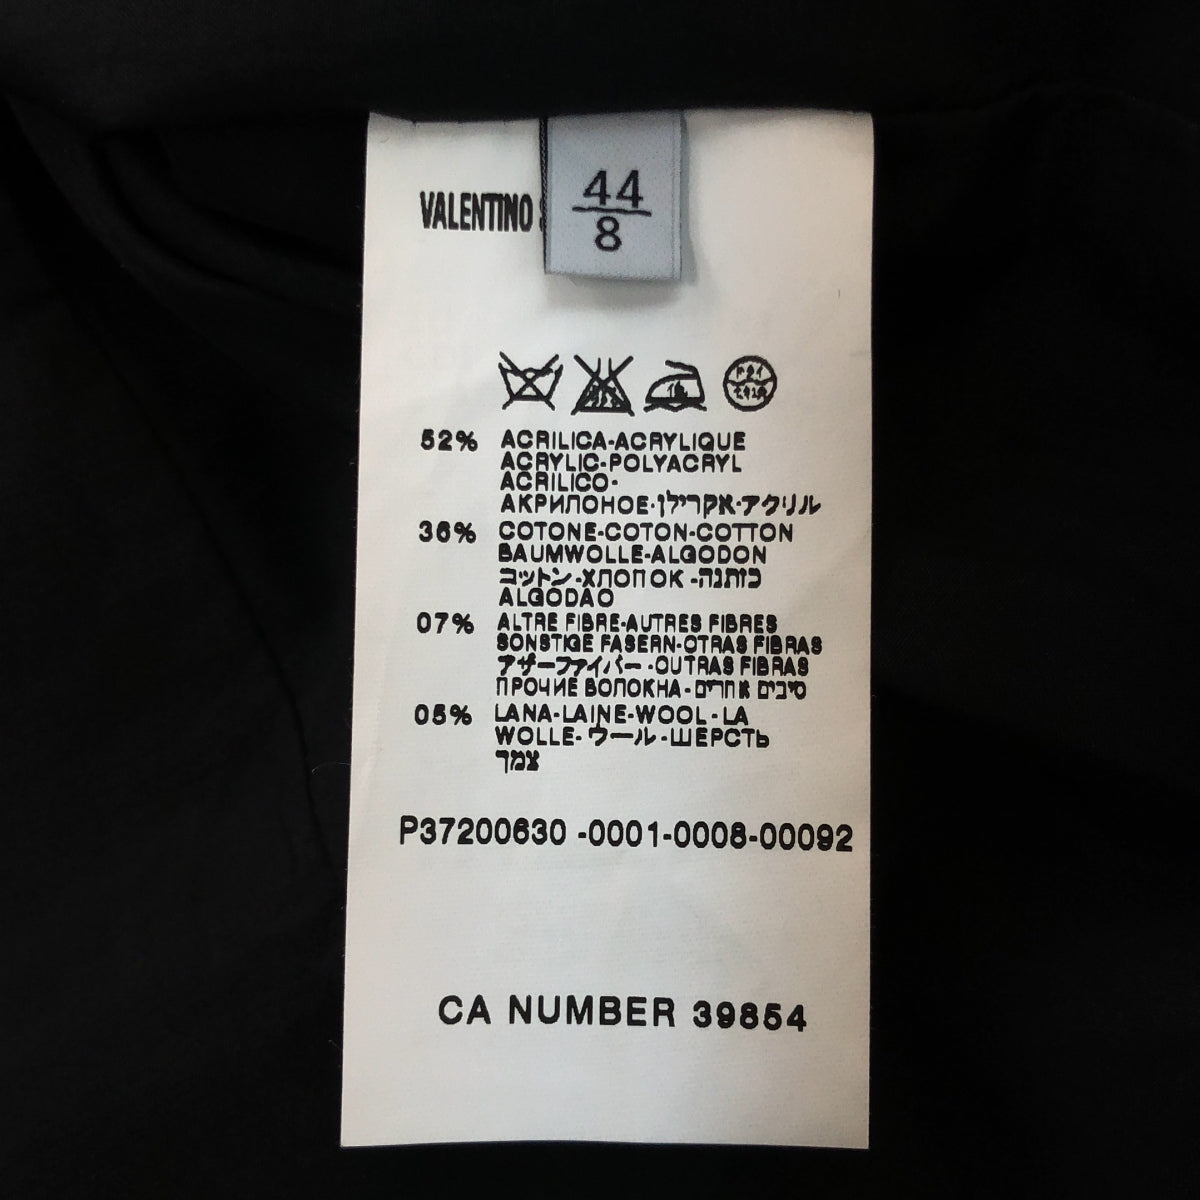 VALENTINO
44
8
52% ACRILICA-ACRYLIQUE
ACRYLIC-POLYACRYL
ACRILICO-
АКРИЛОНОЕ-אקרילן-アクリル
36% COTONE-COTON-COTTON
BAUMWOLLE-ALGODON
コットン-ХЛОПОК-כותנה
ALGODAO
07% ALTRE FIBRE-AUTRES FIBRES
SONSTIGE FASERN-OTRAS FIBRAS
アザーファイバー-OUTRAS FIBRAS
ПРОЧИЕ ВОЛОКНА-סיבים אחרים
05% LANA-LAINE-WOOL-LA
WOLLE-ウール-ШЕРСТЬ
צמר
P37200630 -0001-0008-00092
CA NUMBER 39854